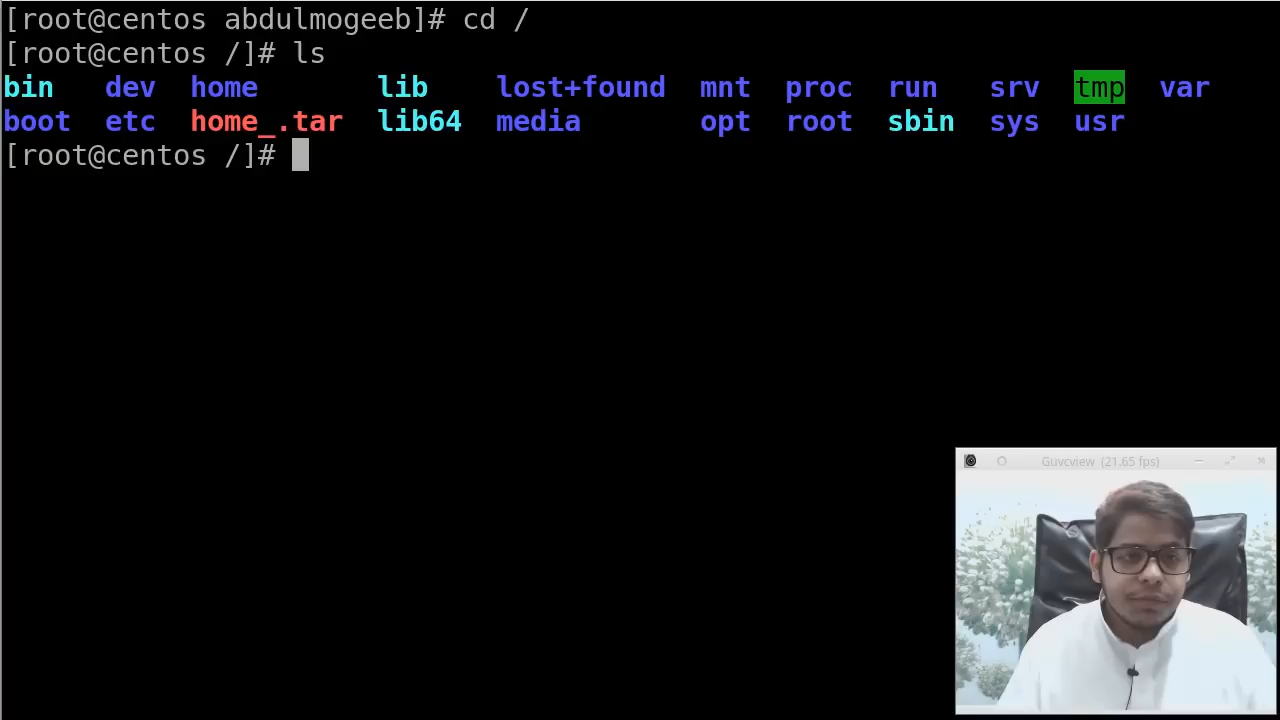 [root@centos abdulmogeeb]# cd /
[root@centos /]# ls
bin dev home lib lost+found mnt proc run srv tmp var
boot etc home_.tar lib64 media opt root sbin sys usr
[root@centos /]#
Guvcview (21.65 fps)